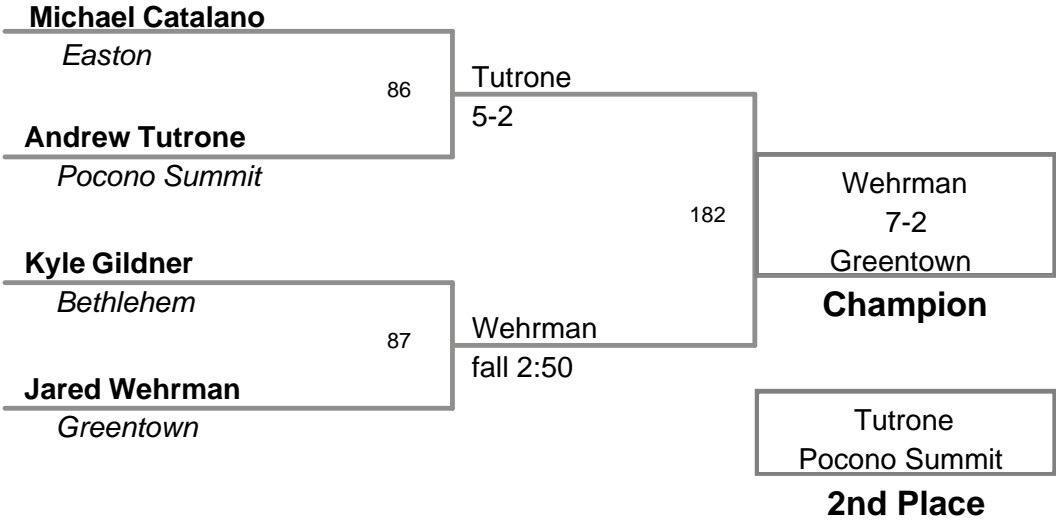 Michael Catalano
Easton
86
Andrew Tutrone
Pocono Summit
Tutrone
5-2
Kyle Gildner
Bethlehem
87
Jared Wehrman
Greentown
Wehrman
fall 2:50
182
Wehrman
7-2
Greentown
Champion
Tutrone
Pocono Summit
2nd Place